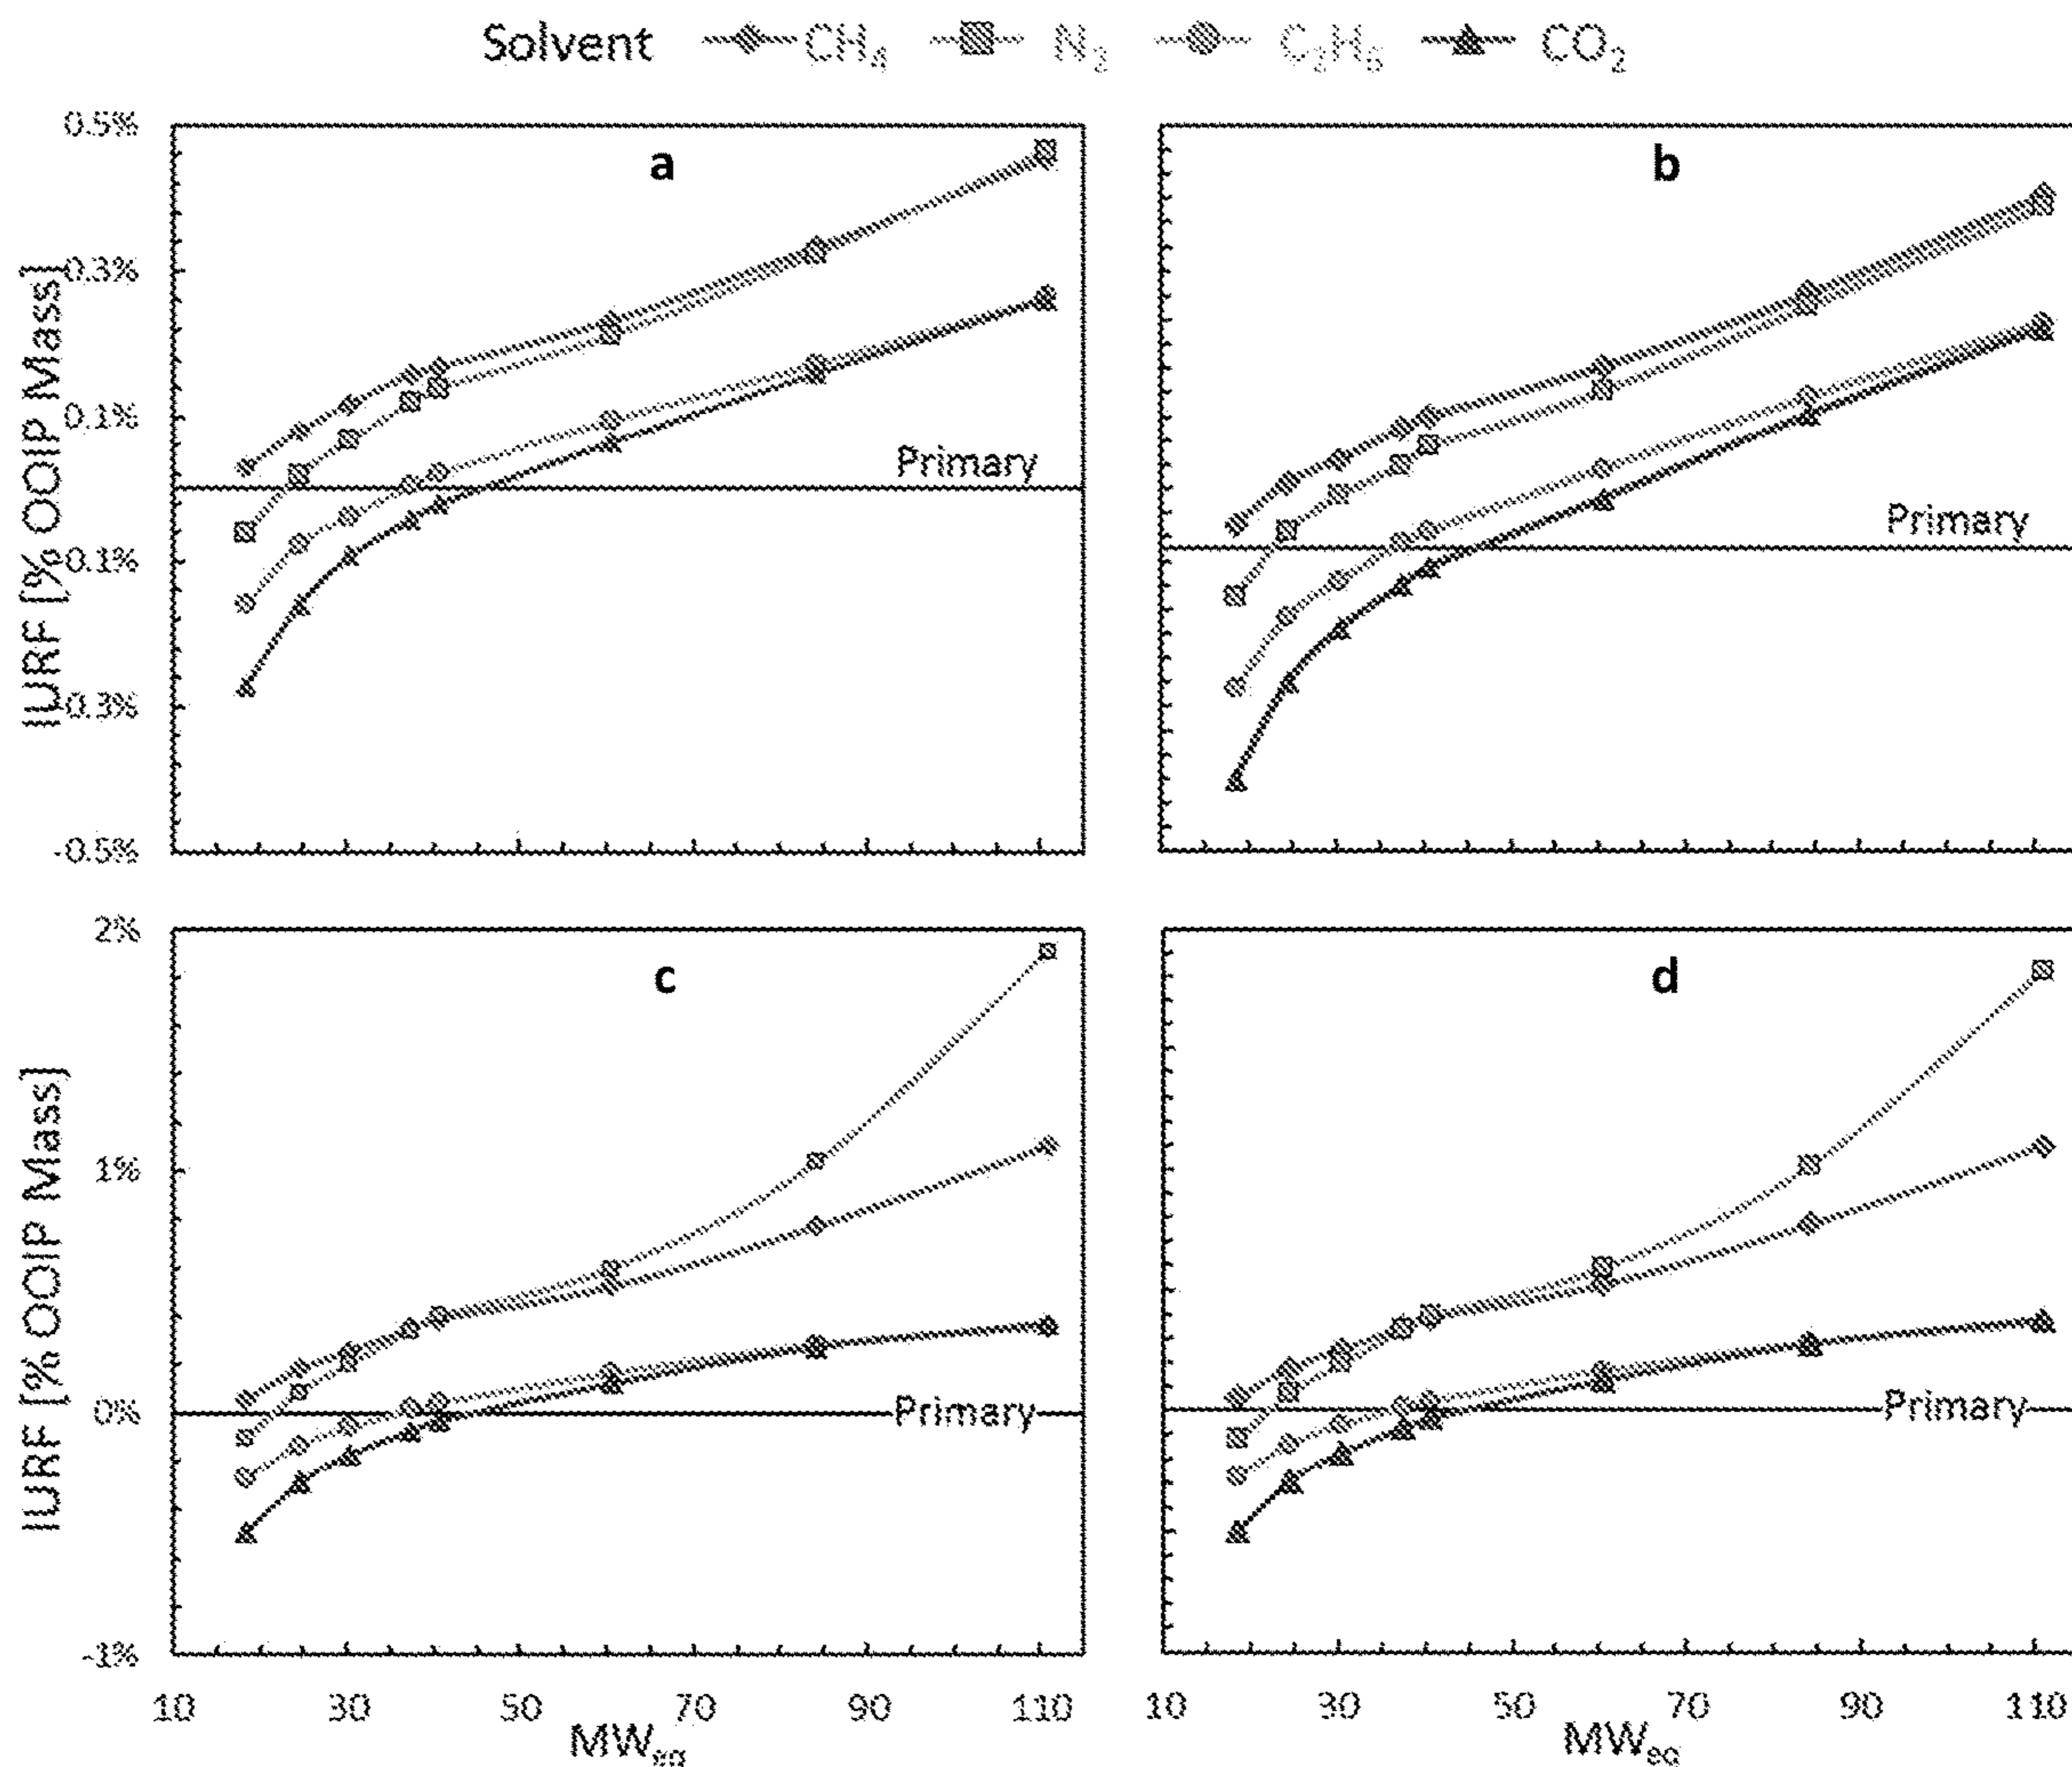 Solvent CH₄ N₂ C₂H₆ CO₂
0.5%
0.3%
0.1%
0.1%
0.3%
-0.5%
IURF [% OOIP Mass]
a
Primary
b
Primary
2%
1%
0%
-1%
IURF [% OOIP Mass]
c
Primary
d
Primary
10 30 50 70 90 110
MWeq
10 30 50 70 90 110
MWeq